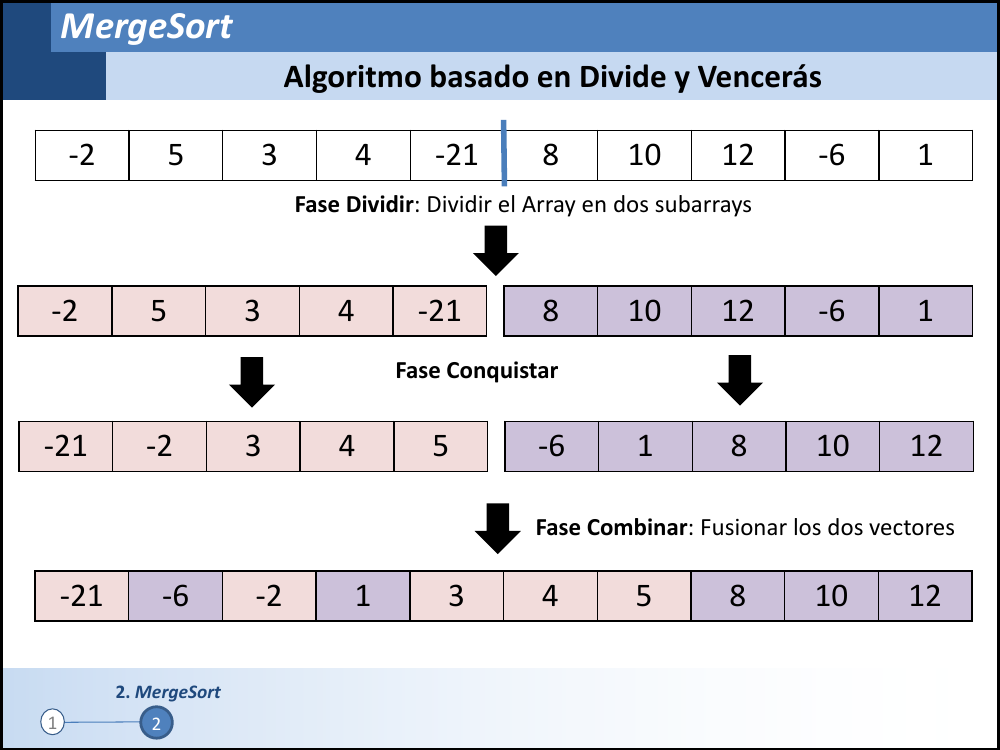 MergeSort
Algoritmo basado en Divide y Vencerás
-2 5 3 4 -21 8 10 12 -6 1
Fase Dividir: Dividir el Array en dos subarrays
-2 5 3 4 -21 8 10 12 -6 1
Fase Conquistar
-21 -2 3 4 5 -6 1 8 10 12
Fase Combinar: Fusionar los dos vectores
-21 -6 -2 1 3 4 5 8 10 12
2. MergeSort
1 2